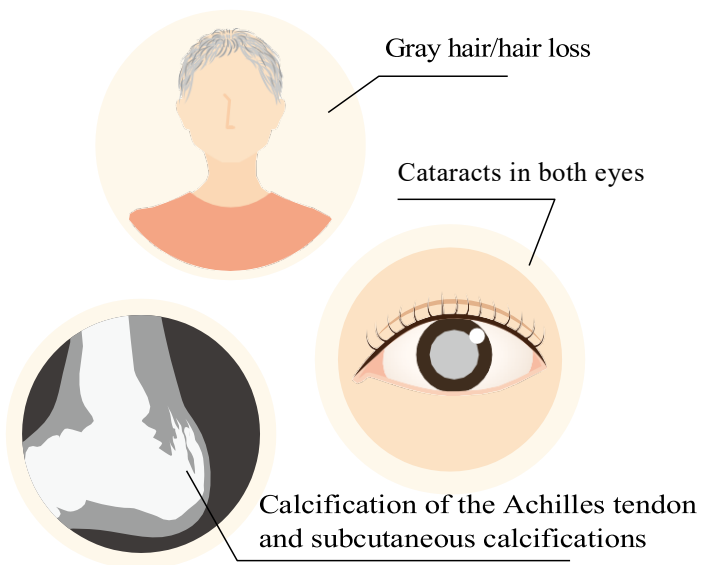 Gray hair/hair loss
Cataracts in both eyes
Calcification of the Achilles tendon
and subcutaneous calcifications